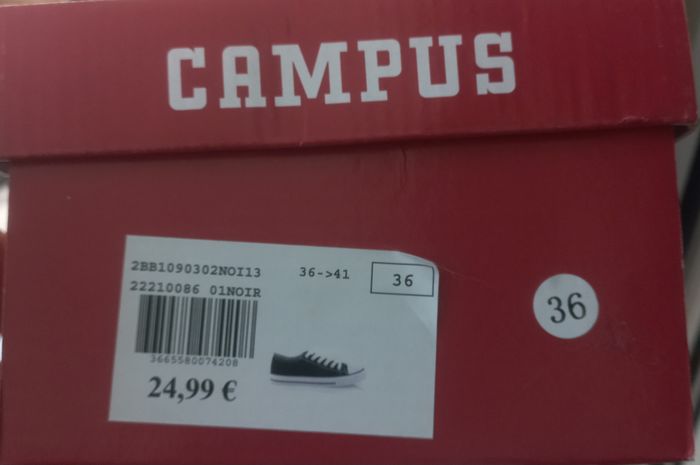 CAMPUS
2BB1090302NOI13
36->41
36
22210086 01NOIR
3665580074208
24,99 €
36